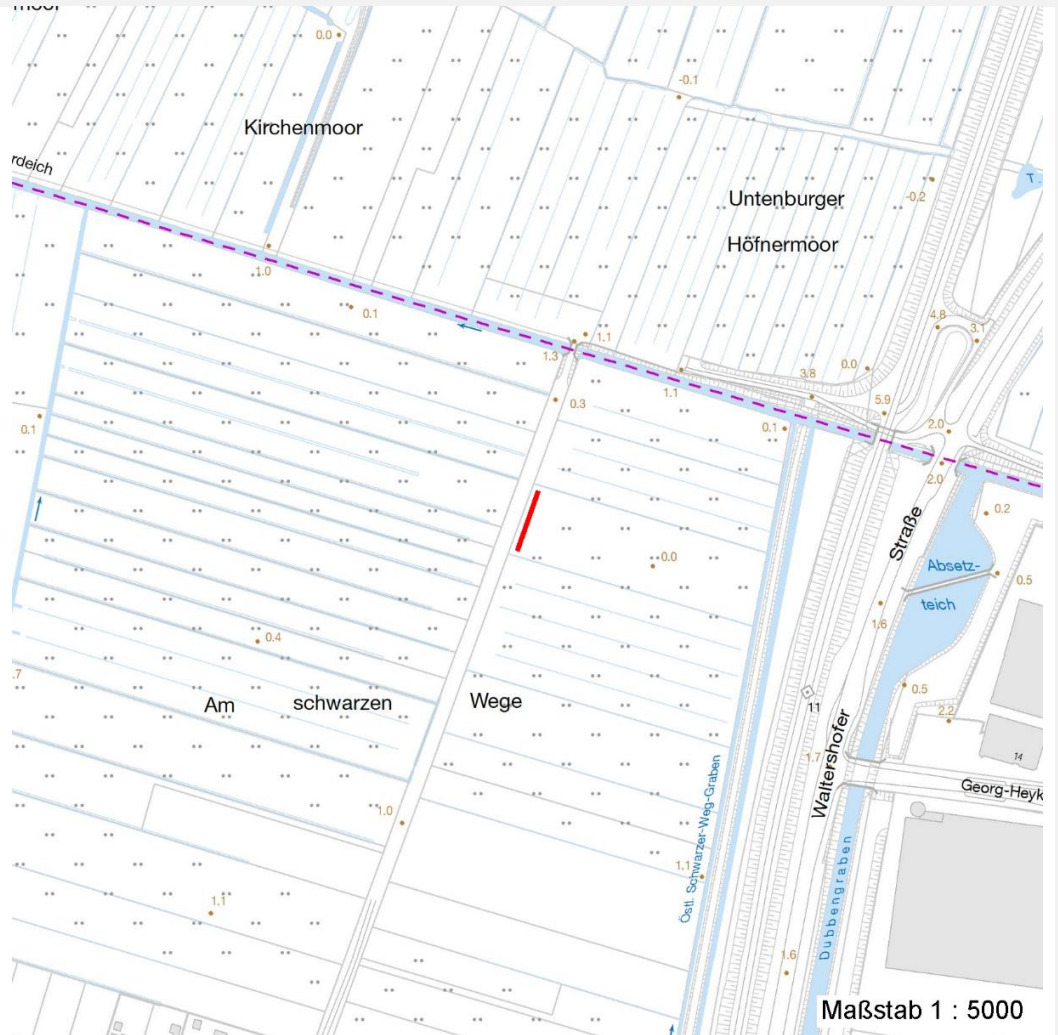 moor
0.0
-0.1
Kirchenmoor
rdeich
Untenburger
-0.2
T.
Höfnermoor
1.0
0.1
4.8
3.1
1.1
1.3
0.0
3.8
1.1
5.9
0.3
2.0
0.1
0.1
2.0
Straße
0.2
0.0
Absetz-
0.5
teich
1.6
0.4
.7
0.5
Am schwarzen Wege
11
2.2
Waltershofer
14
1.7
Georg-Heyk
1.0
Östl. Schwarzer-Weg-Graben
1.1
Dubbengraben
1.1
1.6
Maßstab 1 : 5000